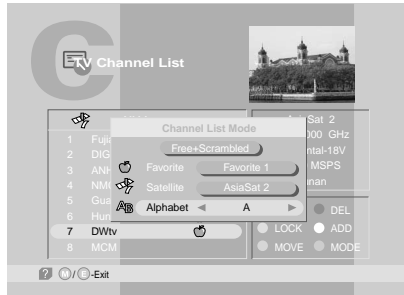 TV Channel List
Sat 2
Channel List Mode
000 GHz
1 Fuji
Free+Scrambled
ntal-18V
2 DIG
MSPS
3 ANH
Favorite
Favorite 1
nan
4 NMC
Satellite
AsiaSat 2
5 Gua
Alphabet ◀ A ▶
DEL
6 Hun
7 DWtv
LOCK
ADD
8 MCM
MOVE
MODE
? M / E -Exit